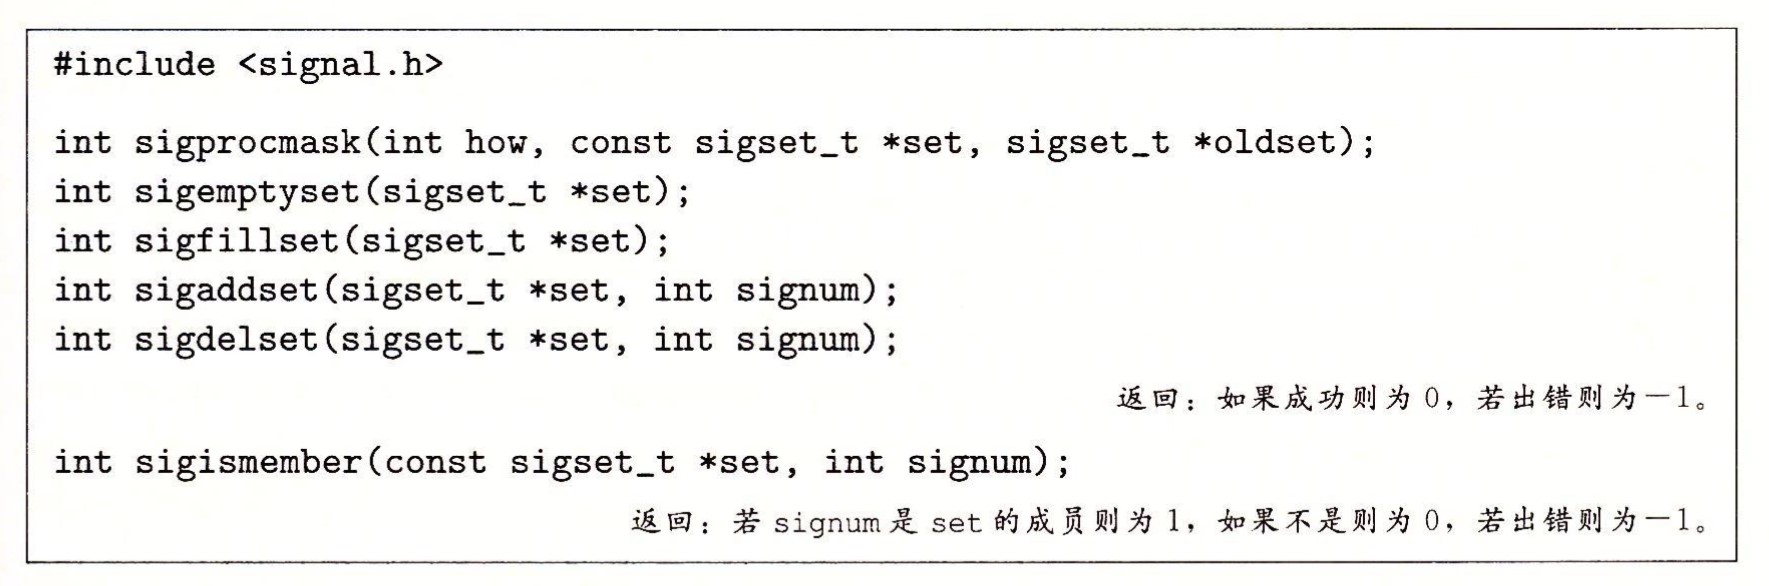 #include <signal.h>
int sigprocmask(int how, const sigset_t *set, sigset_t *oldset);
int sigemptyset(sigset_t *set);
int sigfillset(sigset_t *set);
int sigaddset(sigset_t *set, int signum);
int sigdelset(sigset_t *set, int signum);
返回：如果成功则为 0，若出错则为－1。
int sigismember(const sigset_t *set, int signum);
返回：若 signum 是 set 的成员则为 1，如果不是则为 0，若出错则为－1。